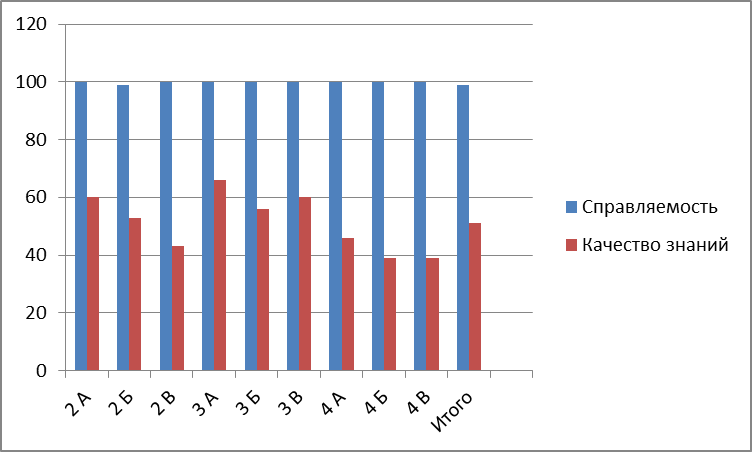 120
100
80
60
40
20
0
2 А
2 Б
2 В
3 А
3 Б
3 В
4 А
4 Б
4 В
Итого
Справляемость
Качество знаний